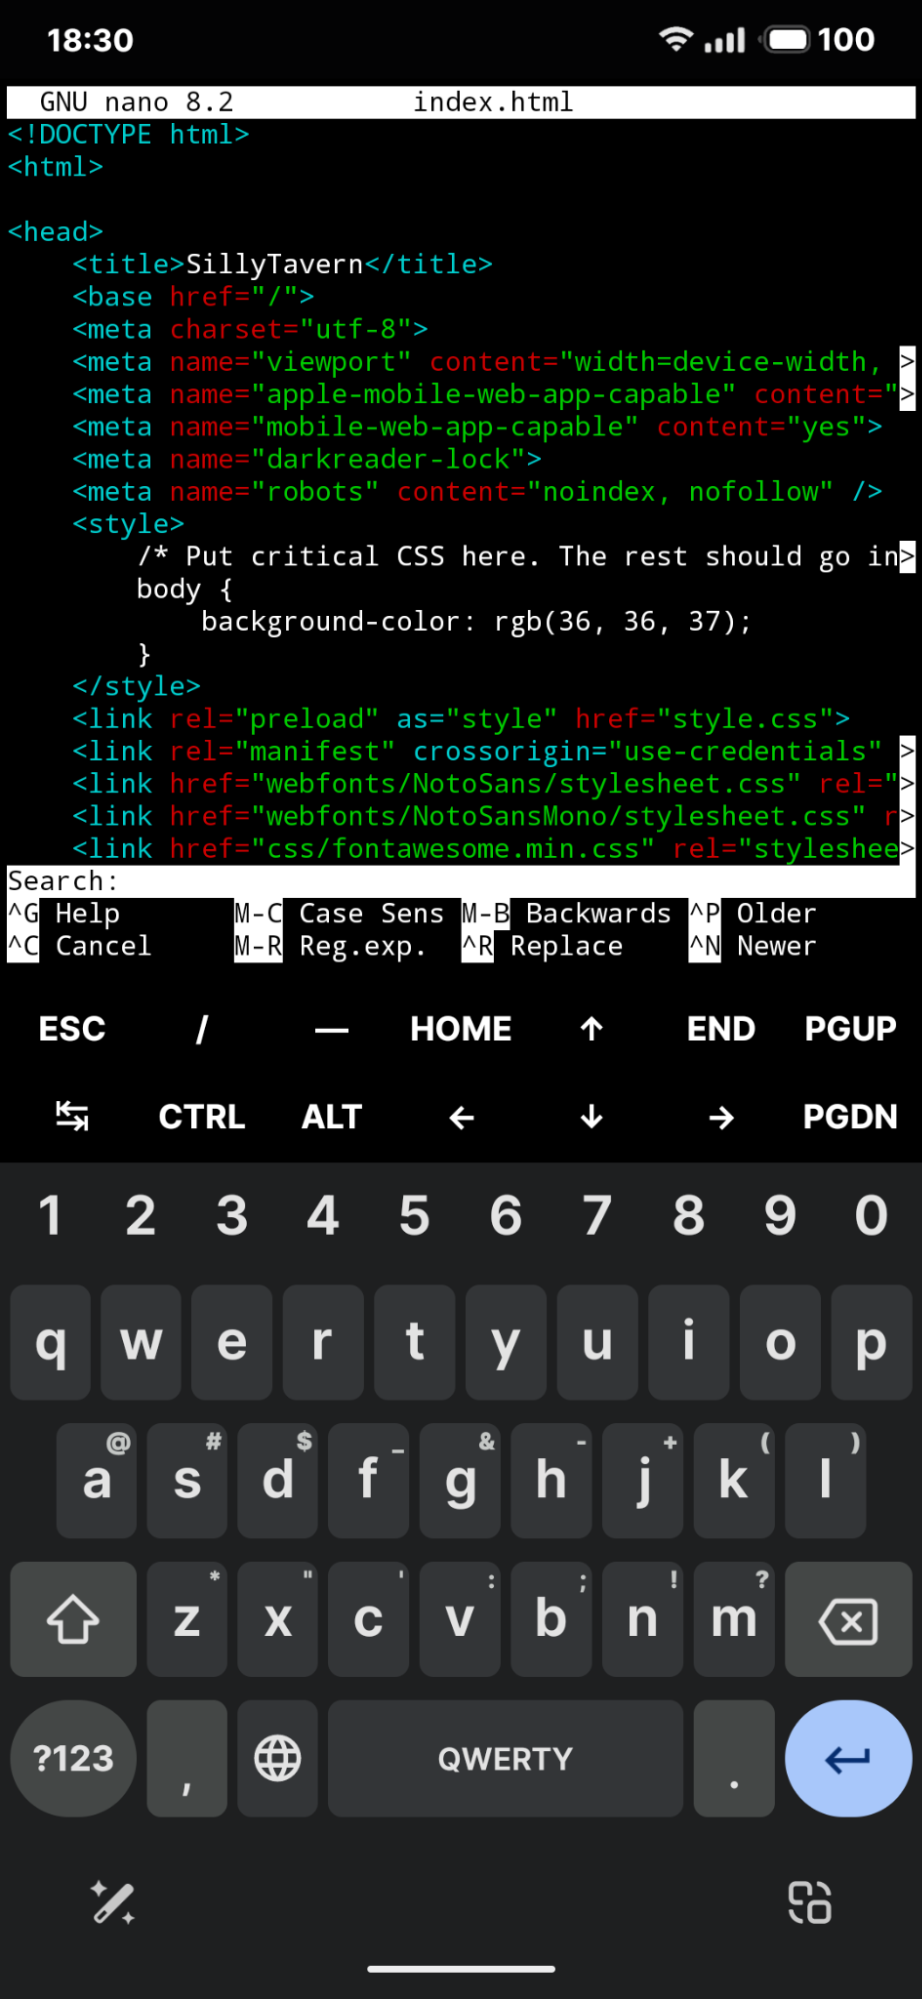 18:30 100
GNU nano 8.2 index.html
<!DOCTYPE html>
<html>
<head>
<title>SillyTavern</title>
<base href="/">
<meta charset="utf-8">
<meta name="viewport" content="width=device-width, >
<meta name="apple-mobile-web-app-capable" content=">
<meta name="mobile-web-app-capable" content="yes">
<meta name="darkreader-lock">
<meta name="robots" content="noindex, nofollow" />
<style>
/* Put critical CSS here. The rest should go in>
body {
background-color: rgb(36, 36, 37);
}
</style>
<link rel="preload" as="style" href="style.css">
<link rel="manifest" crossorigin="use-credentials" >
<link href="webfonts/NotoSans/stylesheet.css" rel=">
<link href="webfonts/NotoSansMono/stylesheet.css" r>
<link href="css/fontawesome.min.css" rel="styleshee>
Search:
^G Help M-C Case Sens M-B Backwards ^P Older
^C Cancel M-R Reg.exp. ^R Replace ^N Newer
ESC / — HOME ↑ END PGUP
↹ CTRL ALT ← ↓ → PGDN
1 2 3 4 5 6 7 8 9 0
q w e r t y u i o p
@ # $ _ & - + ( )
a s d f g h j k l
* " ' : ; ! ?
z x c v b n m
?123 , QWERTY .